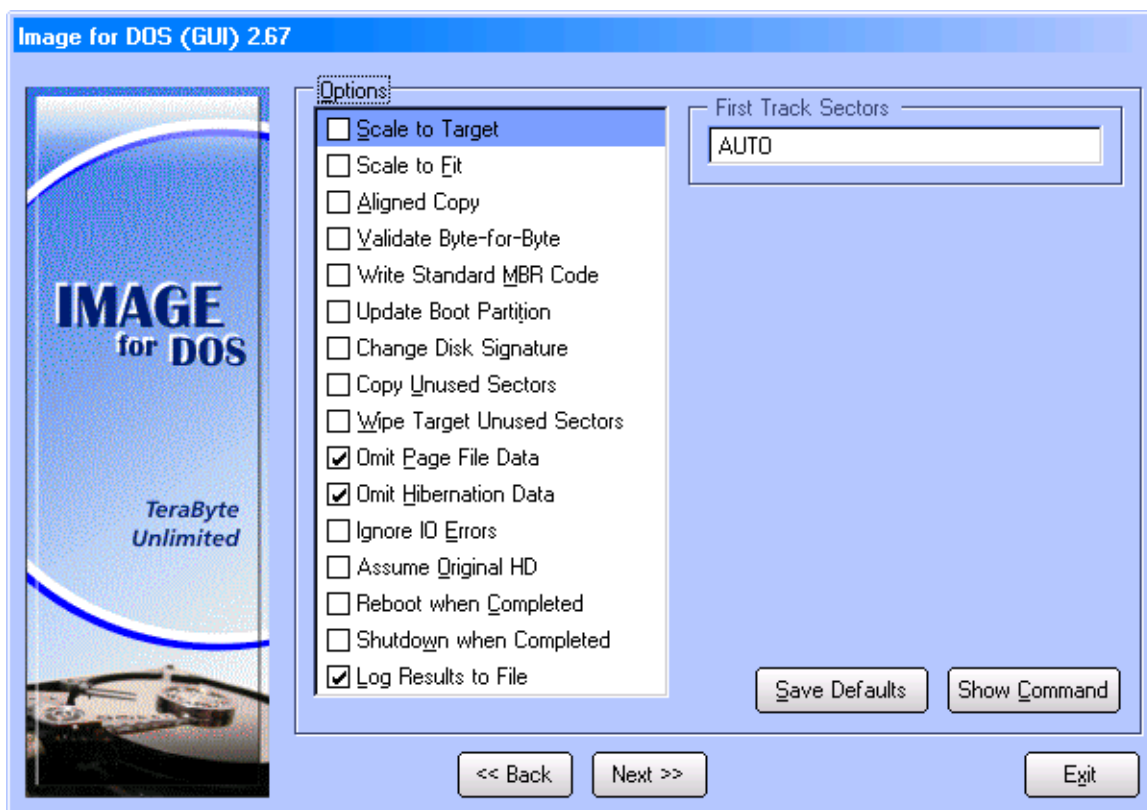 Image for DOS (GUI) 2.67
IMAGE
for DOS
TeraByte
Unlimited
Options
Scale to Target
Scale to Fit
Aligned Copy
Validate Byte-for-Byte
Write Standard MBR Code
Update Boot Partition
Change Disk Signature
Copy Unused Sectors
Wipe Target Unused Sectors
Omit Page File Data
Omit Hibernation Data
Ignore IO Errors
Assume Original HD
Reboot when Completed
Shutdown when Completed
Log Results to File
First Track Sectors
AUTO
Save Defaults
Show Command
<< Back
Next >>
Exit